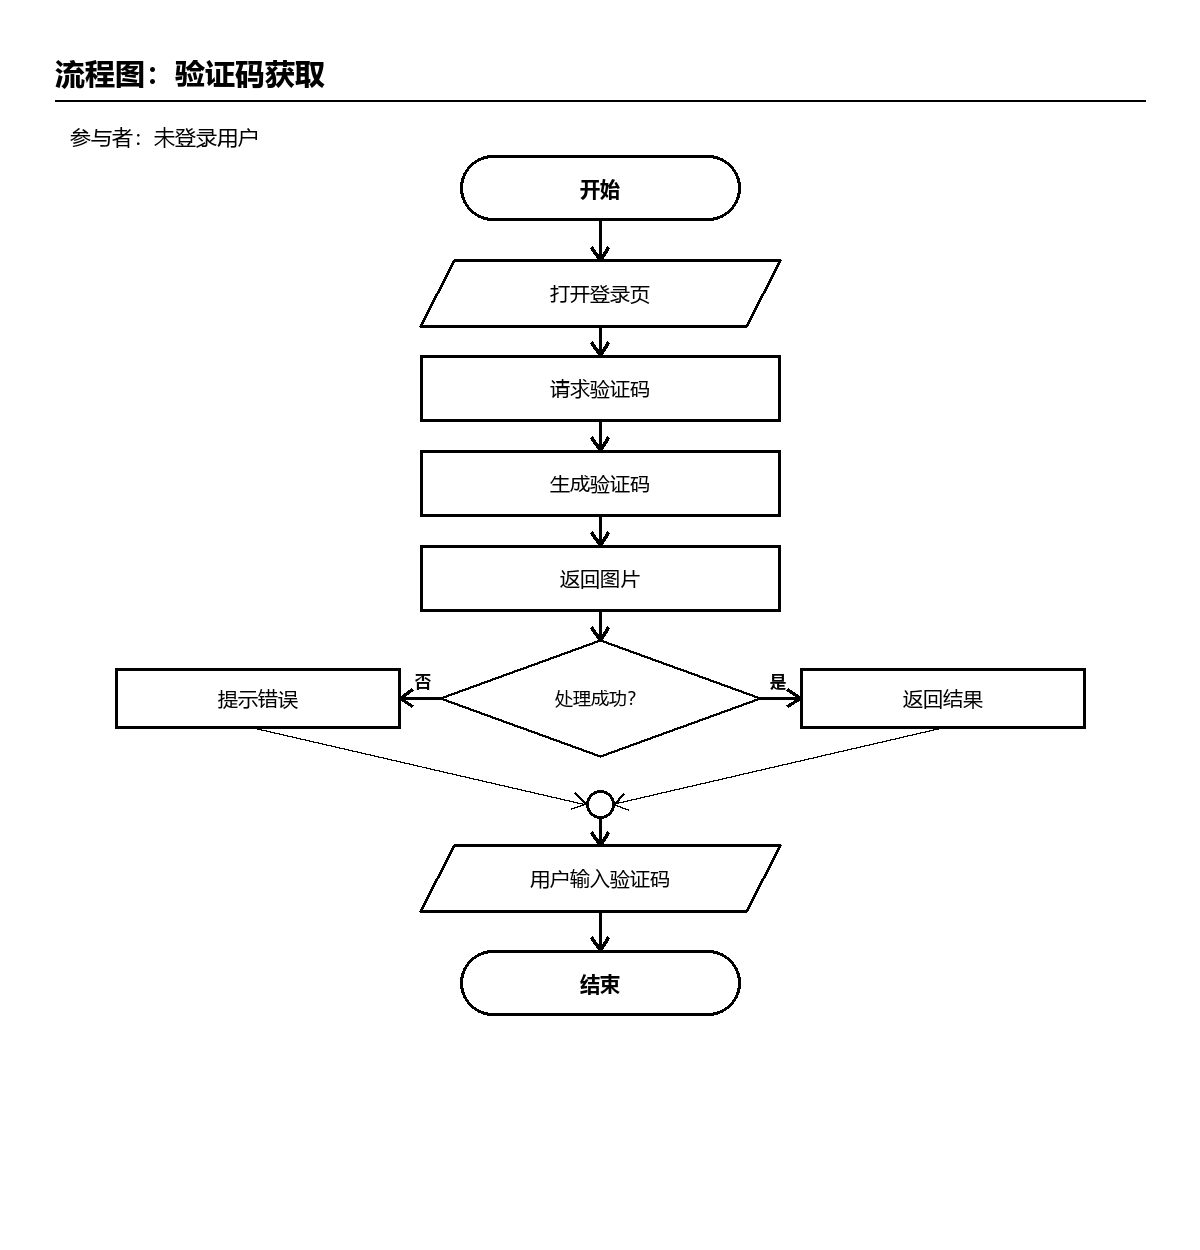 流程图：验证码获取
参与者：未登录用户
开始
打开登录页
请求验证码
生成验证码
返回图片
否
是
提示错误
处理成功？
返回结果
用户输入验证码
结束